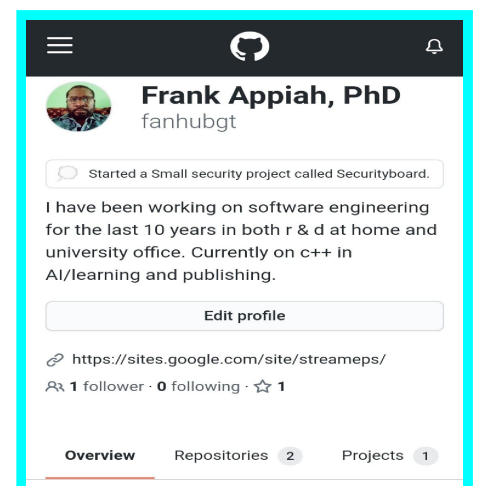 Frank Appiah, PhD
fanhubgt
Started a Small security project called Securityboard.
I have been working on software engineering
for the last 10 years in both r & d at home and
university office. Currently on c++ in
AI/learning and publishing.
Edit profile
https://sites.google.com/site/streameps/
1 follower · 0 following · 1
Overview Repositories 2 Projects 1